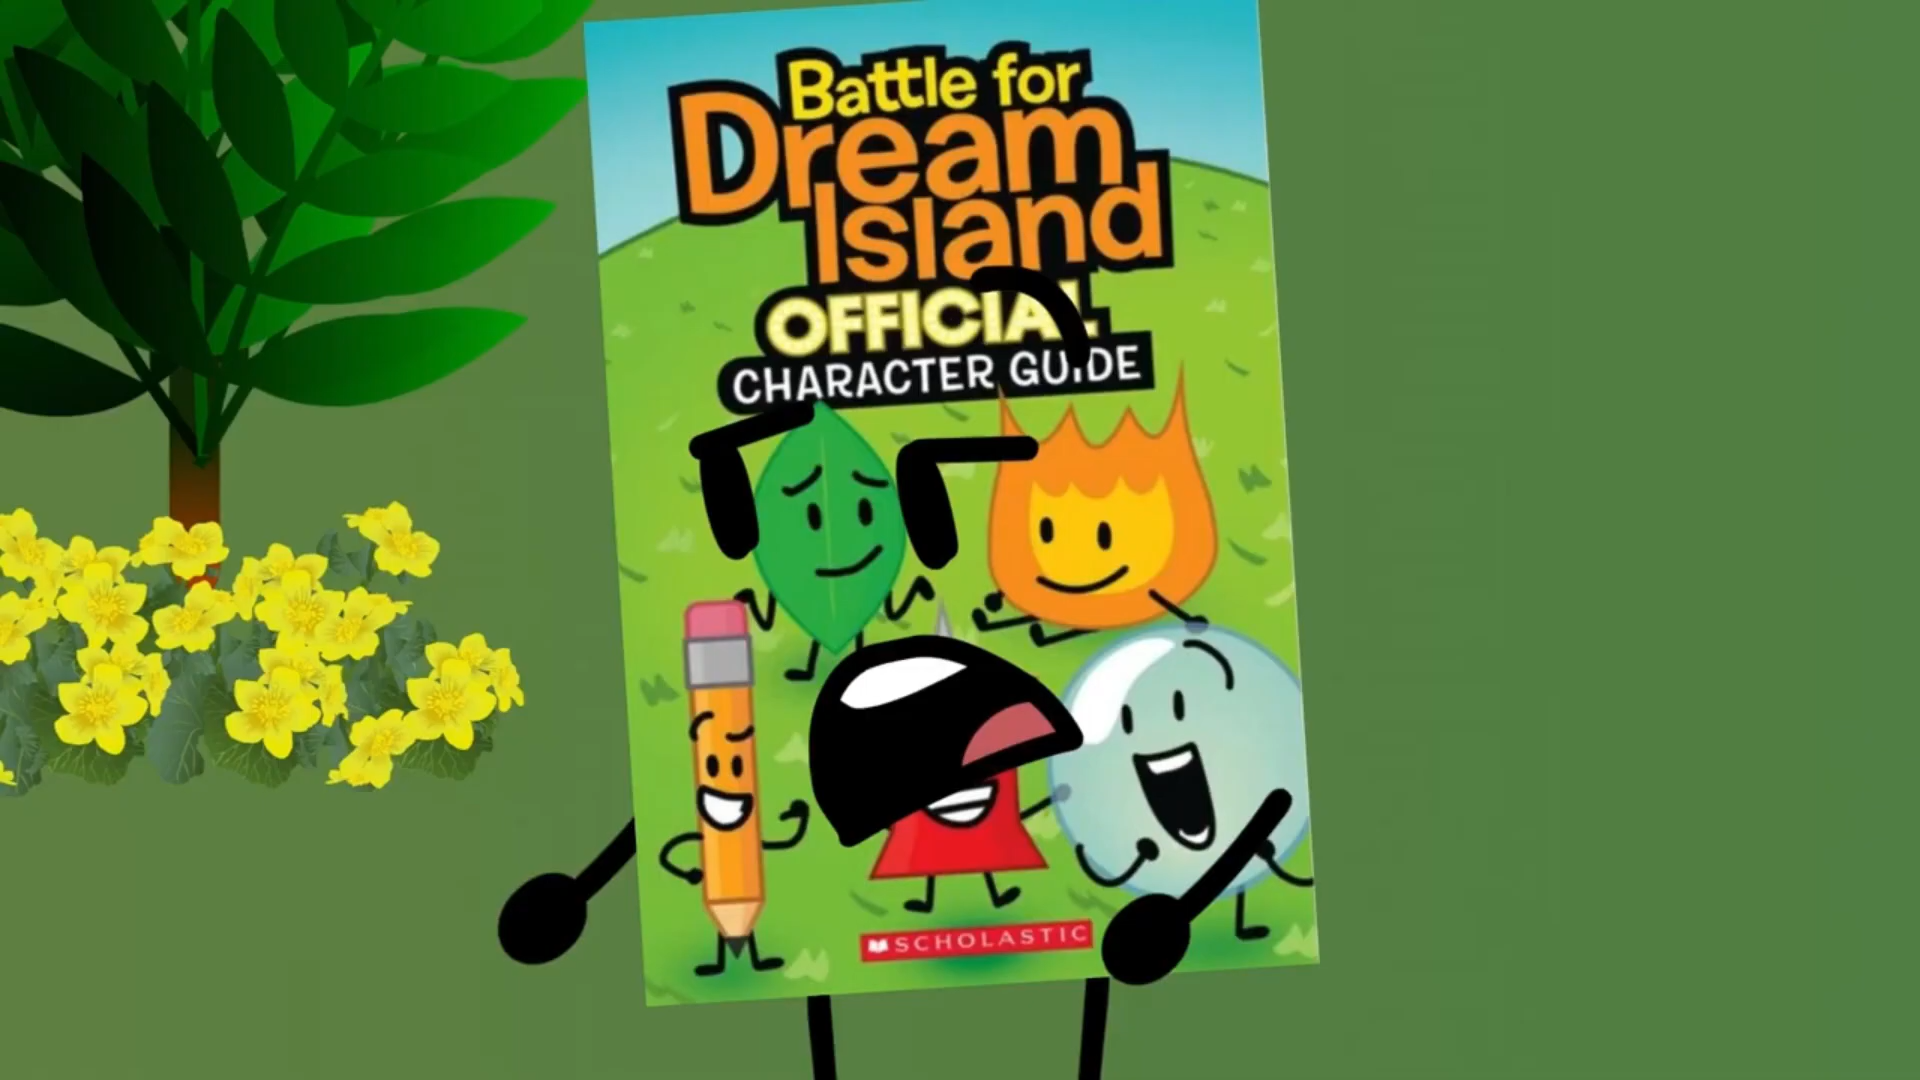 Battle for
Dream
Island
OFFICIAL
CHARACTER GUIDE
SCHOLASTIC